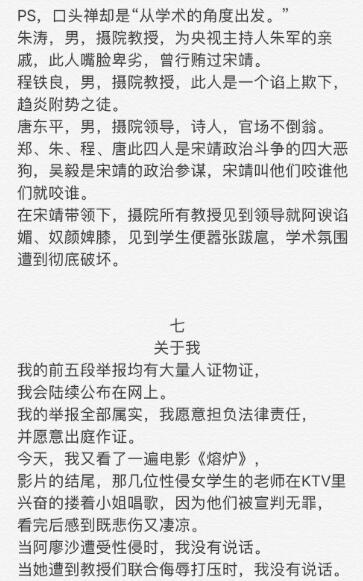 PS，口头禅却是“从学术的角度出发。”
朱涛，男，摄院教授，为央视主持人朱军的亲
戚，此人嘴脸卑劣，曾行贿过宋靖。
程铁良，男，摄院教授，此人是一个谄上欺下，
趋炎附势之徒。
唐东平，男，摄院领导，诗人，官场不倒翁。
郑、朱、程、唐此四人是宋靖政治斗争的四大恶
狗，吴毅是宋靖的政治参谋，宋靖叫他们咬谁他
们就咬谁。
在宋靖带领下，摄院所有教授见到领导就阿谀谄
媚、奴颜婢膝，见到学生便嚣张跋扈，学术氛围
遭到彻底破坏。
七
关于我
我的前五段举报均有大量人证物证，
我会陆续公布在网上。
我的举报全部属实，我愿意担负法律责任，
并愿意出庭作证。
今天，我又看了一遍电影《熔炉》，
影片的结尾，那几位性侵女学生的老师在KTV里
兴奋的搂着小姐唱歌，因为他们被宣判无罪，
看完后感到既悲伤又凄凉。
当阿廖沙遭受性侵时，我没有说话。
当她遭到教授们联合侮辱打压时，我没有说话。